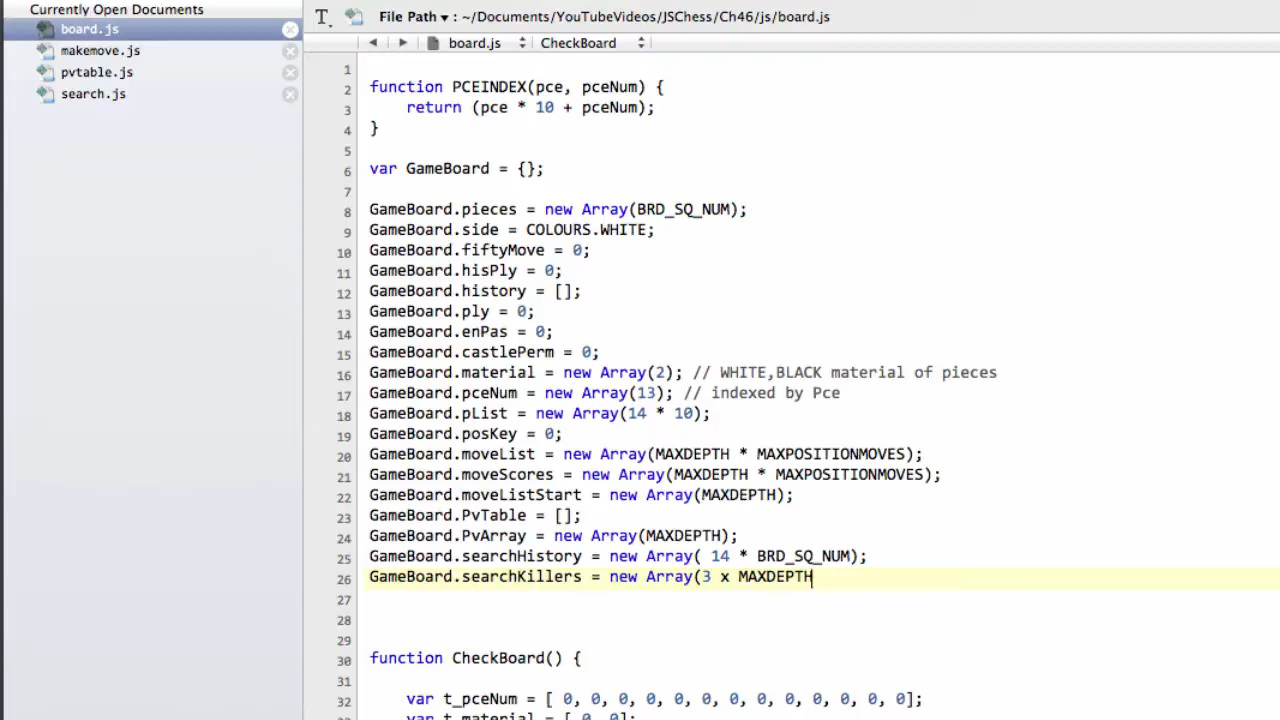 Currently Open Documents
board.js
makemove.js
pvtable.js
search.js
File Path ▾ : ~/Documents/YouTubeVideos/JSChess/Ch46/js/board.js
board.js CheckBoard
1
2 function PCEINDEX(pce, pceNum) {
3 return (pce * 10 + pceNum);
4 }
5
6 var GameBoard = {};
7
8 GameBoard.pieces = new Array(BRD_SQ_NUM);
9 GameBoard.side = COLOURS.WHITE;
10 GameBoard.fiftyMove = 0;
11 GameBoard.hisPly = 0;
12 GameBoard.history = [];
13 GameBoard.ply = 0;
14 GameBoard.enPas = 0;
15 GameBoard.castlePerm = 0;
16 GameBoard.material = new Array(2); // WHITE,BLACK material of pieces
17 GameBoard.pceNum = new Array(13); // indexed by Pce
18 GameBoard.pList = new Array(14 * 10);
19 GameBoard.posKey = 0;
20 GameBoard.moveList = new Array(MAXDEPTH * MAXPOSITIONMOVES);
21 GameBoard.moveScores = new Array(MAXDEPTH * MAXPOSITIONMOVES);
22 GameBoard.moveListStart = new Array(MAXDEPTH);
23 GameBoard.PvTable = [];
24 GameBoard.PvArray = new Array(MAXDEPTH);
25 GameBoard.searchHistory = new Array( 14 * BRD_SQ_NUM);
26 GameBoard.searchKillers = new Array(3 x MAXDEPTH
27
28
29
30 function CheckBoard() {
31
32 var t_pceNum = [ 0, 0, 0, 0, 0, 0, 0, 0, 0, 0, 0, 0, 0];
33 var t_material = [ 0, 0];